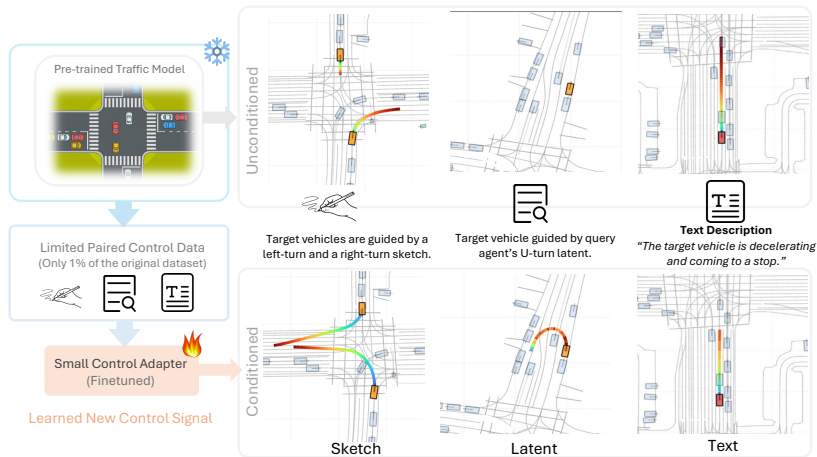 Pre-trained Traffic Model
Unconditioned
Limited Paired Control Data
(Only 1% of the original dataset)
T
Small Control Adapter
(Finetuned)
Learned New Control Signal
Target vehicles are guided by a
left-turn and a right-turn sketch.
Target vehicle guided by query
agent's U-turn latent.
T
Text Description
"The target vehicle is decelerating
and coming to a stop."
Conditioned
Sketch
Latent
Text